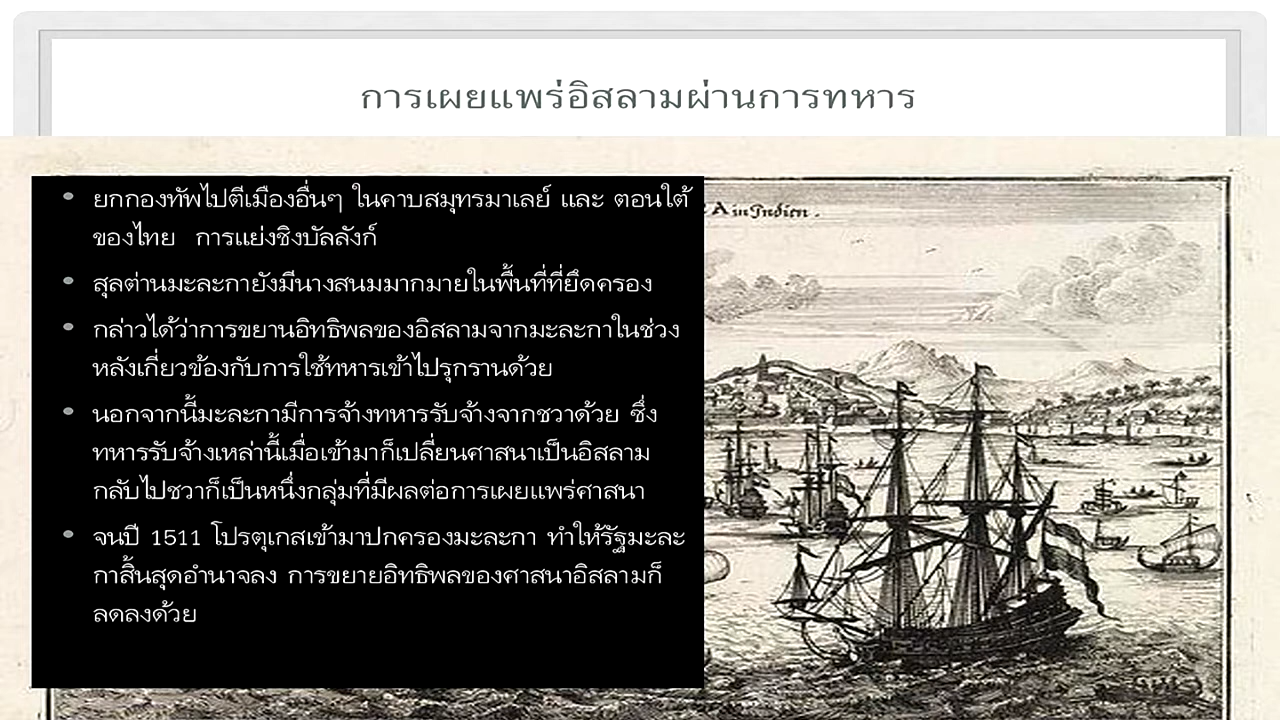 การเผยแพร่อิสลามผ่านการทหาร
A in Indien.
• ยกกองทัพไปตีเมืองอื่นๆ ในคาบสมุทรมาเลย์ และ ตอนใต้
ของไทย การแย่งชิงบัลลังก์
• สุลต่านมะละกายังมีนางสนมมากมายในพื้นที่ที่ยึดครอง
• กล่าวได้ว่าการขยานอิทธิพลของอิสลามจากมะละกาในช่วง
หลังเกี่ยวข้องกับการใช้ทหารเข้าไปรุกรานด้วย
• นอกจากนี้มะละกามีการจ้างทหารรับจ้างจากชวาด้วย ซึ่ง
ทหารรับจ้างเหล่านี้เมื่อเข้ามาก็เปลี่ยนศาสนาเป็นอิสลาม
กลับไปชวาก็เป็นหนึ่งกลุ่มที่มีผลต่อการเผยแพร่ศาสนา
• จนปี 1511 โปรตุเกสเข้ามาปกครองมะละกา ทำให้รัฐมะละ
กาสิ้นสุดอำนาจลง การขยายอิทธิพลของศาสนาอิสลามก็
ลดลงด้วย